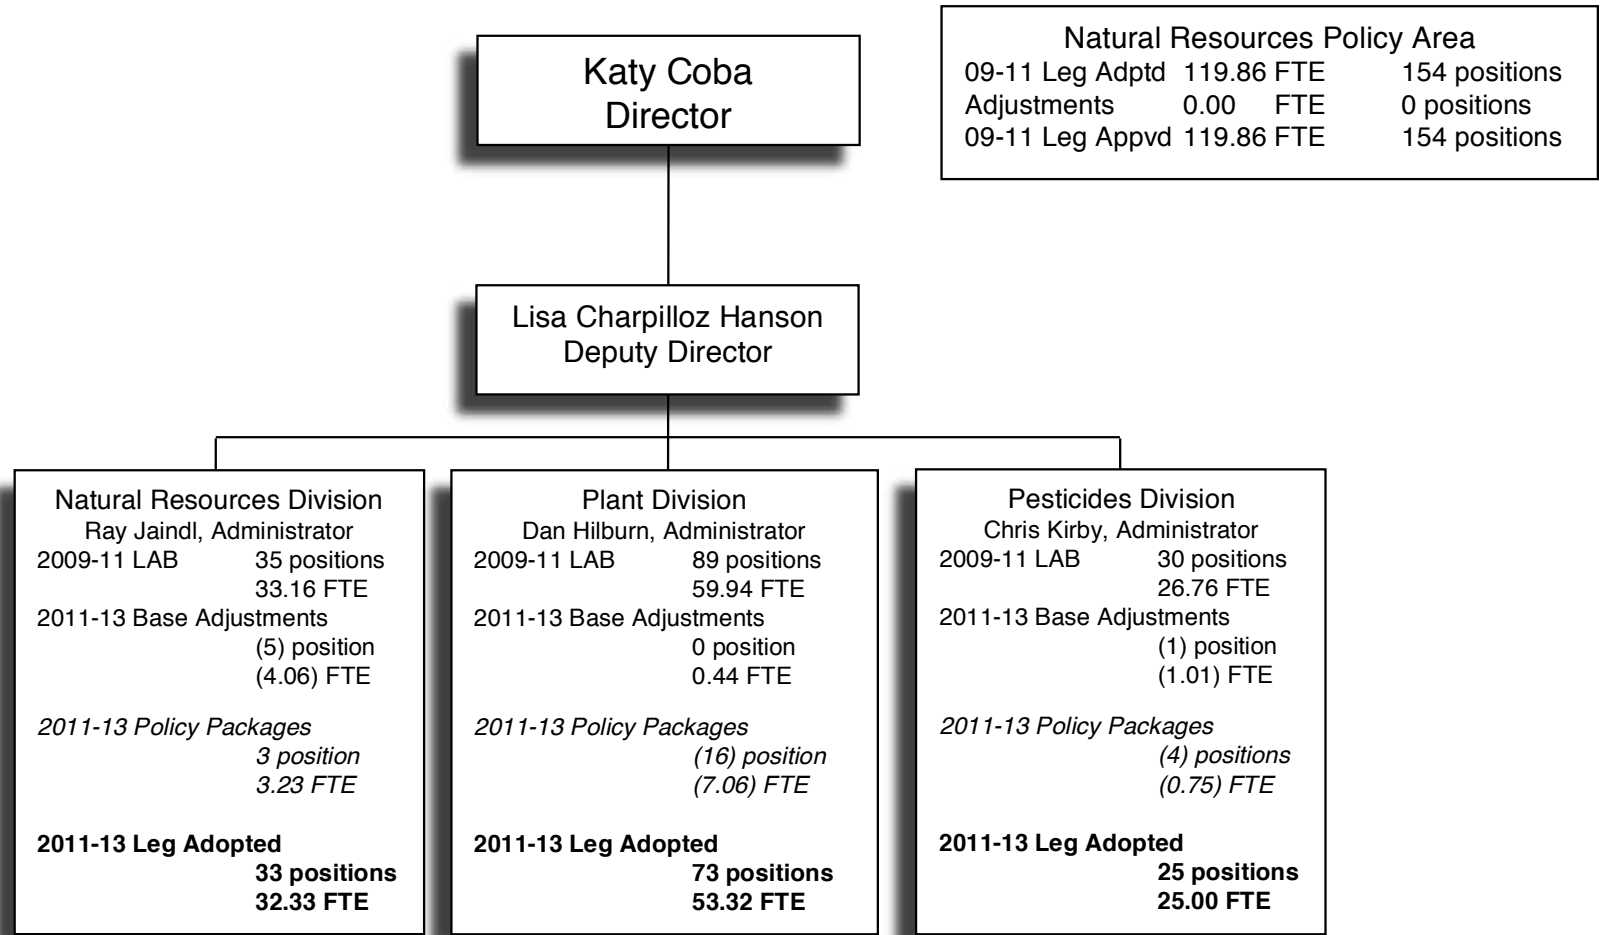 Katy Coba
Director
Natural Resources Policy Area
09-11 Leg Adptd 119.86 FTE 154 positions
Adjustments 0.00 FTE 0 positions
09-11 Leg Appvd 119.86 FTE 154 positions
Lisa Charpilloz Hanson
Deputy Director
Natural Resources Division
Ray Jaindl, Administrator
2009-11 LAB 35 positions
33.16 FTE
2011-13 Base Adjustments
(5) position
(4.06) FTE
2011-13 Policy Packages
3 position
3.23 FTE
2011-13 Leg Adopted
33 positions
32.33 FTE
Plant Division
Dan Hilburn, Administrator
2009-11 LAB 89 positions
59.94 FTE
2011-13 Base Adjustments
0 position
0.44 FTE
2011-13 Policy Packages
(16) position
(7.06) FTE
2011-13 Leg Adopted
73 positions
53.32 FTE
Pesticides Division
Chris Kirby, Administrator
2009-11 LAB 30 positions
26.76 FTE
2011-13 Base Adjustments
(1) position
(1.01) FTE
2011-13 Policy Packages
(4) positions
(0.75) FTE
2011-13 Leg Adopted
25 positions
25.00 FTE